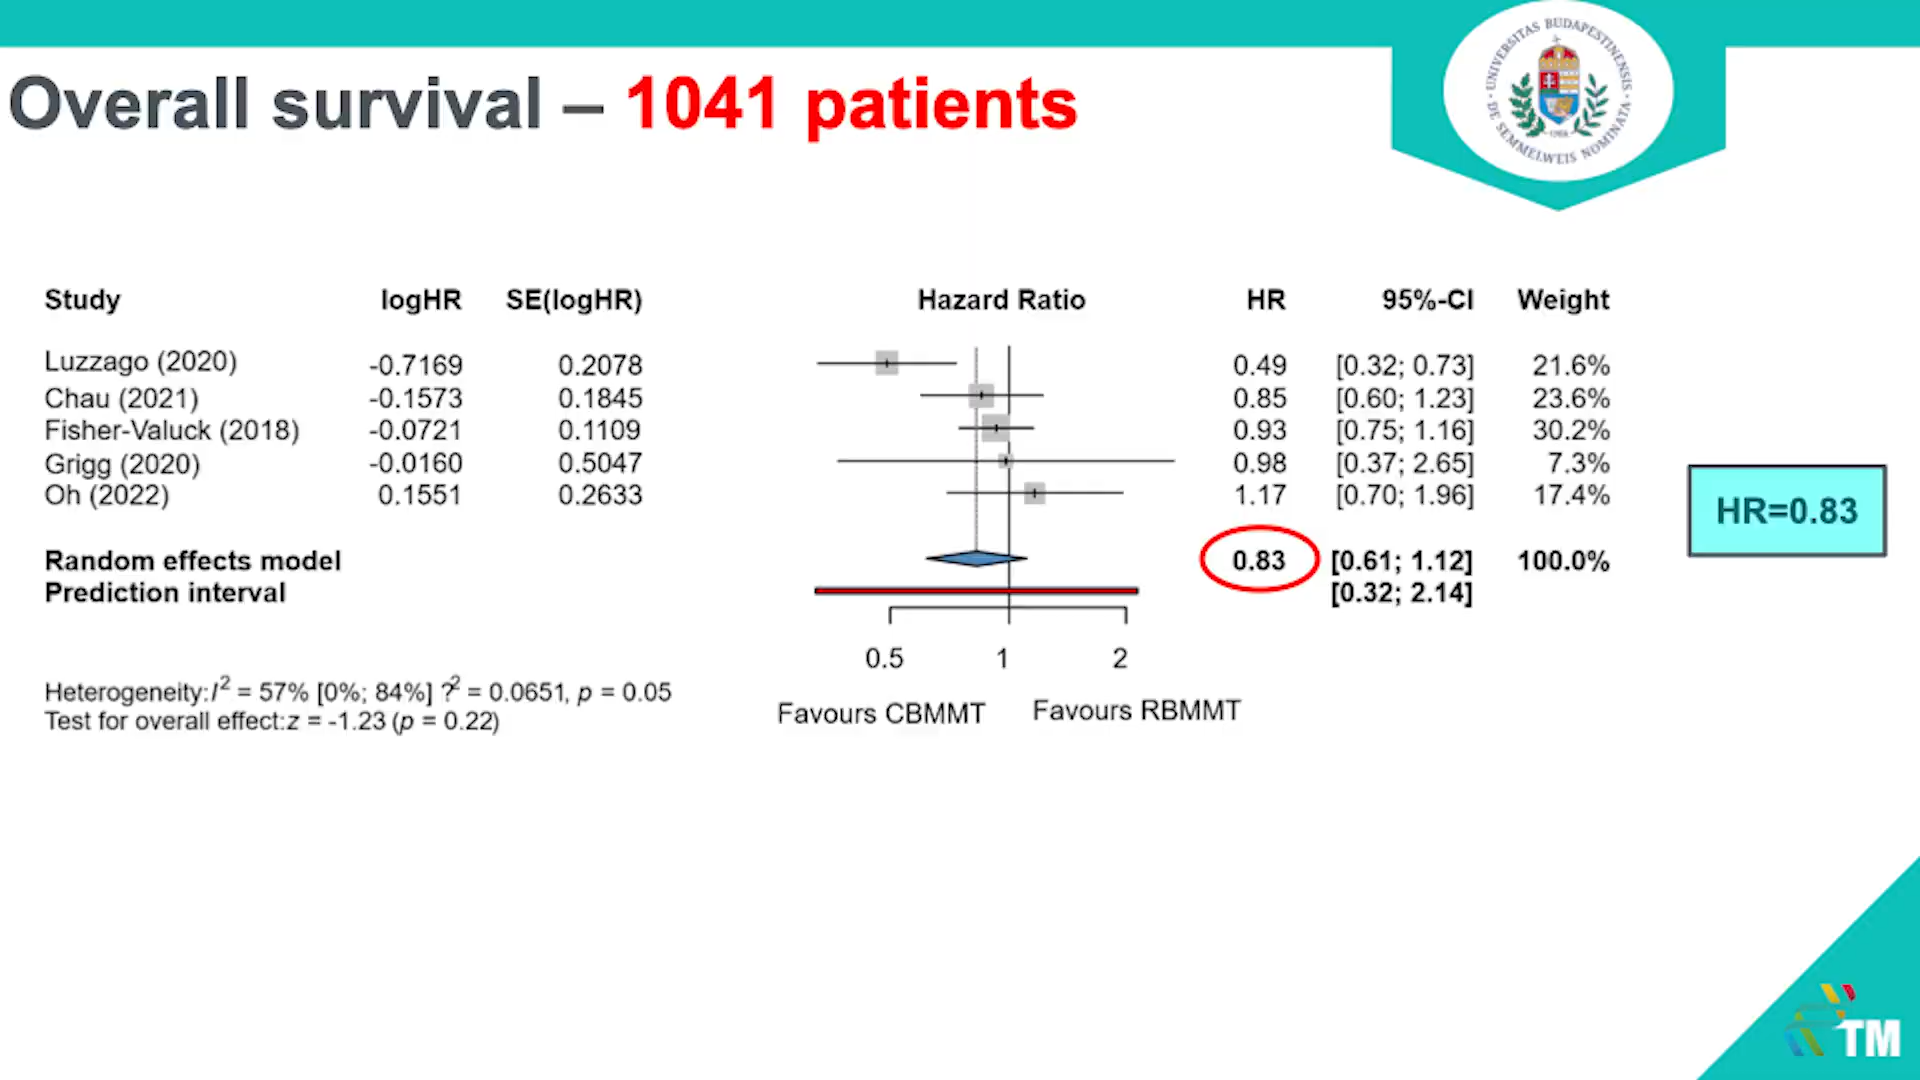 UNIVERSITAS BUDAPESTINENSIS
DE SEMMELWEIS NOMINATA
Overall survival – 1041 patients
Study logHR SE(logHR) Hazard Ratio HR 95%-CI Weight
Luzzago (2020) -0.7169 0.2078 0.49 [0.32; 0.73] 21.6%
Chau (2021) -0.1573 0.1845 0.85 [0.60; 1.23] 23.6%
Fisher-Valuck (2018) -0.0721 0.1109 0.93 [0.75; 1.16] 30.2%
Grigg (2020) -0.0160 0.5047 0.98 [0.37; 2.65] 7.3%
Oh (2022) 0.1551 0.2633 1.17 [0.70; 1.96] 17.4%
HR=0.83
Random effects model 0.83 [0.61; 1.12] 100.0%
Prediction interval [0.32; 2.14]
0.5 1 2
Heterogeneity: I² = 57% [0%; 84%] ?² = 0.0651, p = 0.05
Test for overall effect: z = -1.23 (p = 0.22)
Favours CBMMT Favours RBMMT
TM